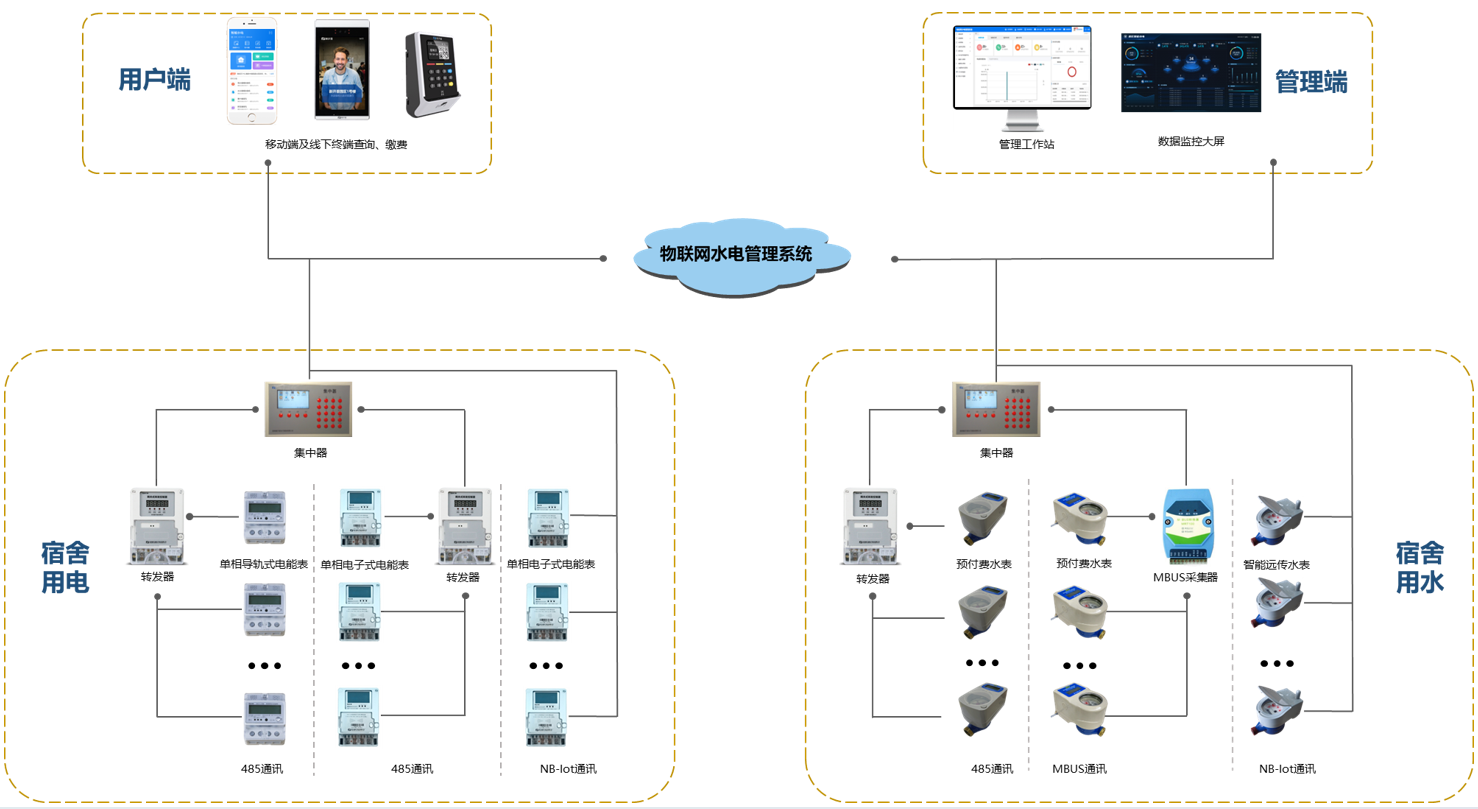 用户端
移动端及线下终端查询、缴费
管理端
管理工作站
数据监控大屏
物联网水电管理系统
宿舍
用电
集中器
集中器
转发器
单相导轨式电能表
单相电子式电能表
转发器
单相电子式电能表
485通讯
485通讯
NB-Iot通讯
宿舍
用水
集中器
集中器
转发器
预付费水表
预付费水表
MBUS采集器
智能远传水表
485通讯
MBUS通讯
NB-Iot通讯